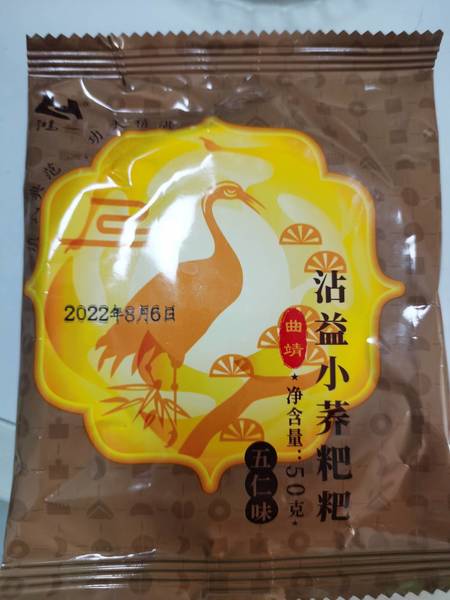 2022年8月6日
曲靖
沾益小荞粑粑
净含量:50克
五仁味